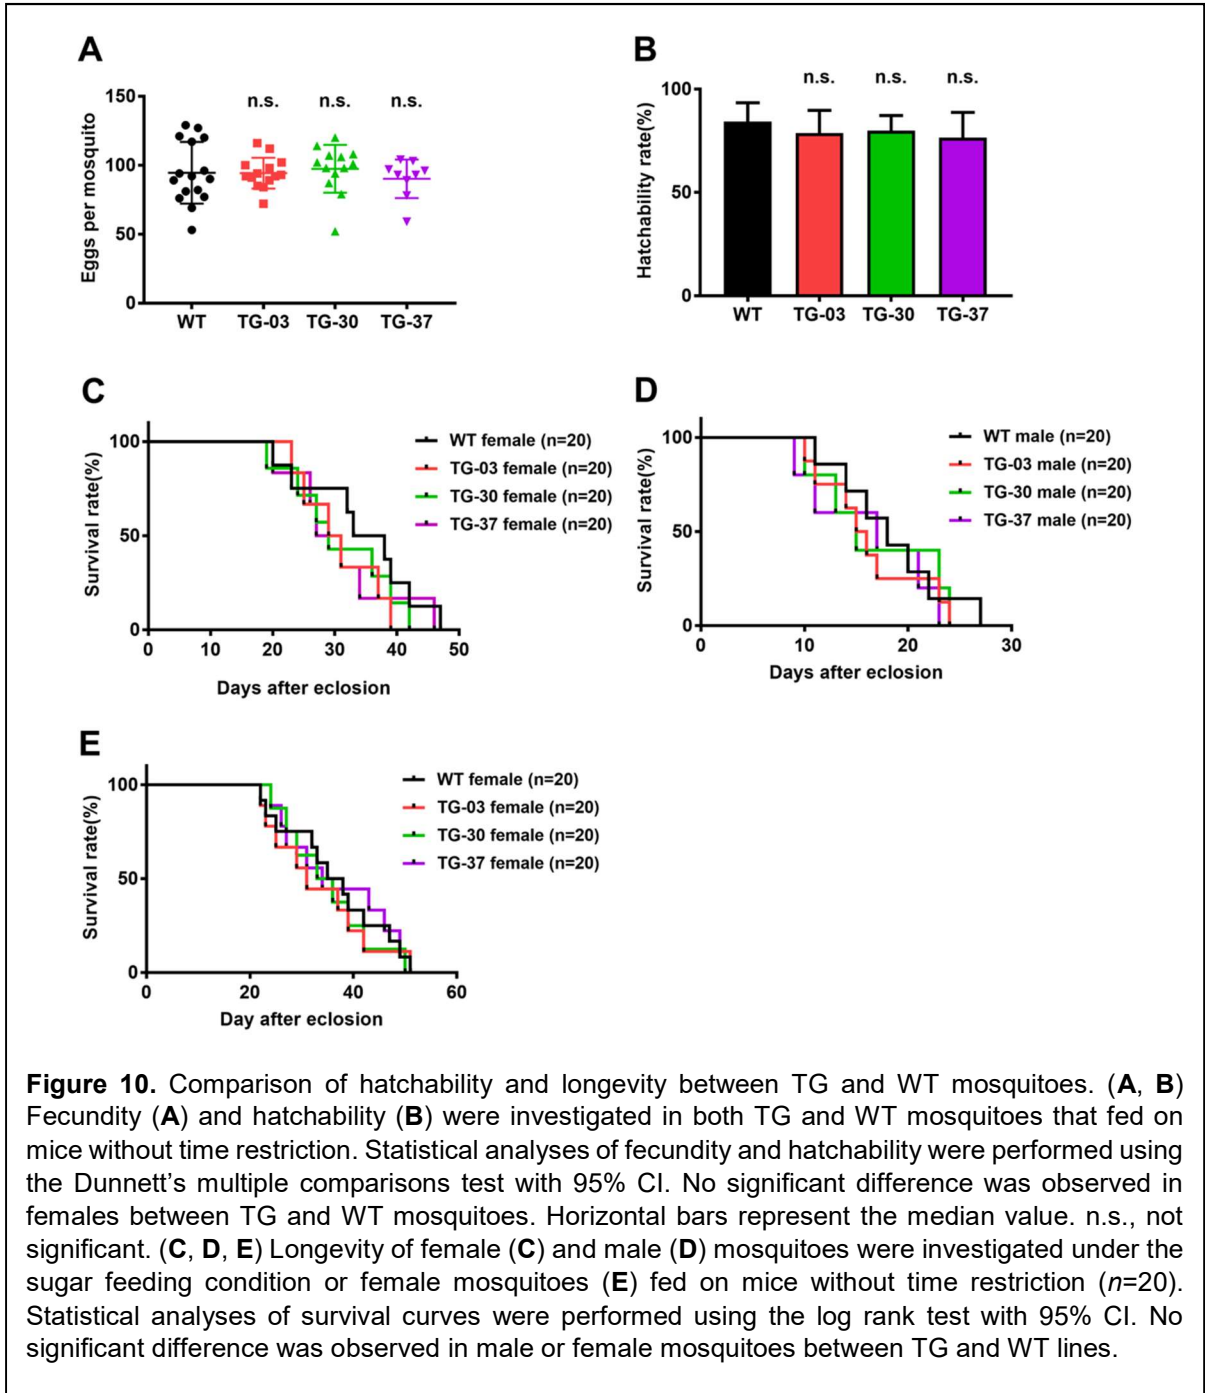 A
150
100
50
0
Eggs per mosquito
n.s.
n.s.
n.s.
WT
TG-03
TG-30
TG-37
B
100
50
0
Hatchability rate(%)
n.s.
n.s.
n.s.
WT
TG-03
TG-30
TG-37
C
100
50
0
Survival rate(%)
0
10
20
30
40
50
Days after eclosion
WT female (n=20)
TG-03 female (n=20)
TG-30 female (n=20)
TG-37 female (n=20)
D
100
50
0
Survival rate(%)
0
10
20
30
Days after eclosion
WT male (n=20)
TG-03 male (n=20)
TG-30 male (n=20)
TG-37 male (n=20)
E
100
50
0
Survival rate(%)
0
20
40
60
Day after eclosion
WT female (n=20)
TG-03 female (n=20)
TG-30 female (n=20)
TG-37 female (n=20)
Figure 10. Comparison of hatchability and longevity between TG and WT mosquitoes. (A, B)
Fecundity (A) and hatchability (B) were investigated in both TG and WT mosquitoes that fed on
mice without time restriction. Statistical analyses of fecundity and hatchability were performed using
the Dunnett’s multiple comparisons test with 95% CI. No significant difference was observed in
females between TG and WT mosquitoes. Horizontal bars represent the median value. n.s., not
significant. (C, D, E) Longevity of female (C) and male (D) mosquitoes were investigated under the
sugar feeding condition or female mosquitoes (E) fed on mice without time restriction (n=20).
Statistical analyses of survival curves were performed using the log rank test with 95% CI. No
significant difference was observed in male or female mosquitoes between TG and WT lines.